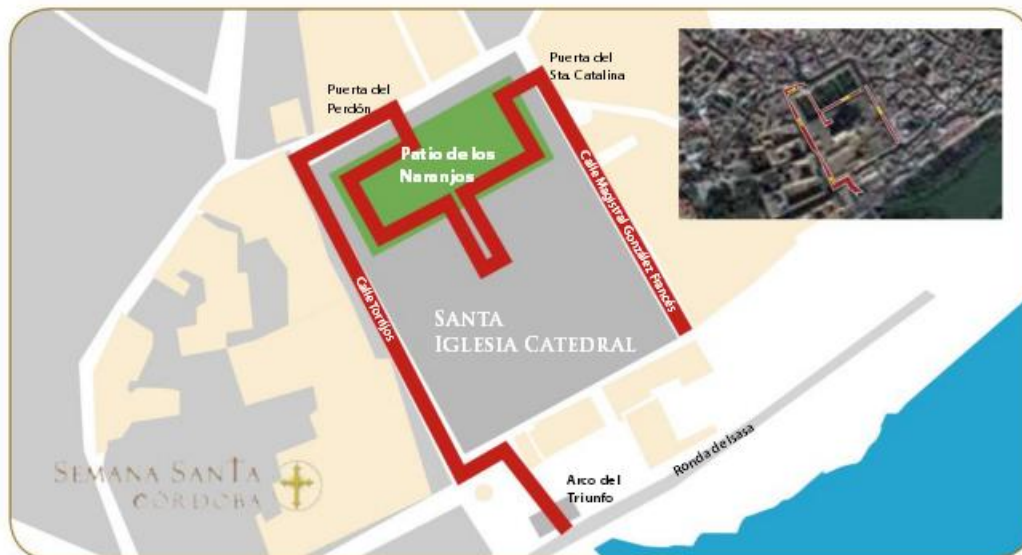 Puerta del
Perdón
Puerta del
Sta. Catalina
Patio de los
Naranjos
Calle Magistral González Francés
Calle Torrijos
SANTA
IGLESIA CATEDRAL
Ronda de Isasa
Arco del
Triunfo
SEMANA SANTA
CÓRDOBA